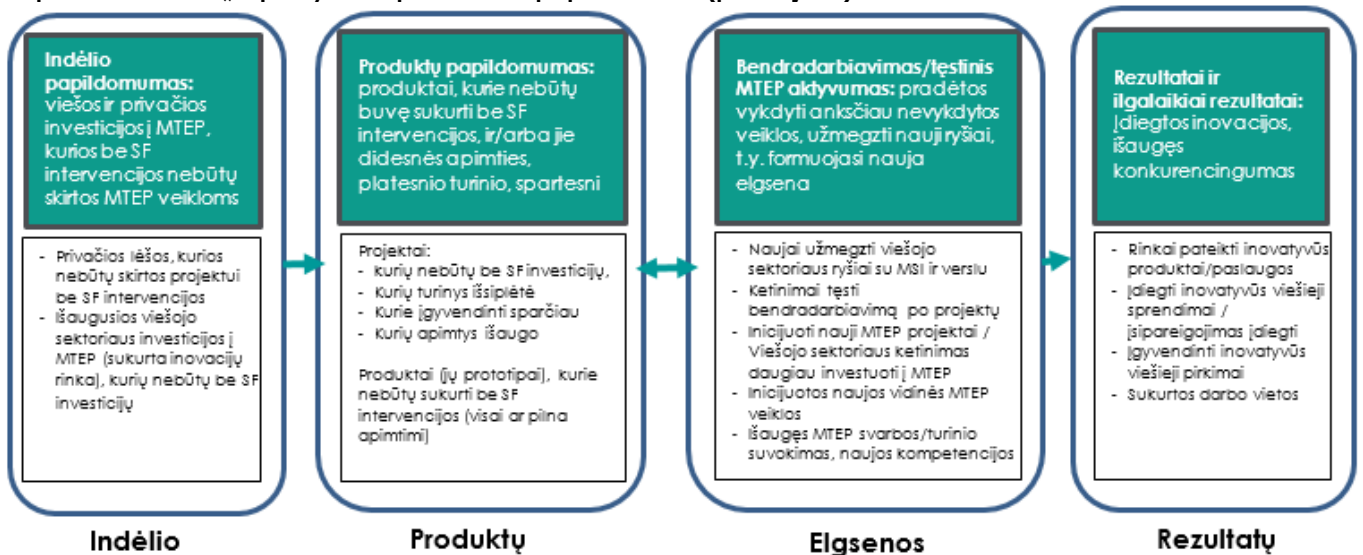 Indėlio
papildomumas:
viešos ir privačios
investicijos į MTEP,
kurios be SF
intervencijos nebūtų
skirtos MTEP veikloms
- Privačios lėšos, kurios
nebūtų skirtos projektui
be SF intervencijos
- Išaugusios viešojo
sektoriaus investicijos į
MTEP (sukurta inovacijų
rinka), kurių nebūtų be SF
investicijų
Indėlio
Produktų papildomumas:
produktai, kurie nebūtų
buvę sukurti be SF
intervencijos, ir/arba jie
didesnės apimties,
platesnio turinio, spartesni
Projektai:
- Kurių nebūtų be SF investicijų,
- Kurių turinys išsiplėtė
- Kurie įgyvendinti sparčiau
- Kurių apimtys išaugo
Produktai (jų prototipai), kurie
nebūtų sukurti be SF
intervencijos (visai ar pilna
apimtimi)
Produktų
Bendradarbiavimas/tęstinis
MTEP aktyvumas: pradėtos
vykdyti anksčiau nevykdytos
veiklos, užmegzti nauji ryšiai,
t.y. formuojasi nauja
elgsena
- Naujai užmegzti viešojo
sektoriaus ryšiai su MSI ir verslu
- Ketinimai tęsti
bendradarbiavimą po projektų
- Inicijuoti nauji MTEP projektai /
Viešojo sektoriaus ketinimas
daugiau investuoti į MTEP
- Inicijuotos naujos vidinės MTEP
veiklos
- Išaugęs MTEP svarbos/turinio
suvokimas, naujos kompetencijos
Elgsenos
Rezultatai ir
ilgalaikiai rezultatai:
Įdiegtos inovacijos,
išaugęs
konkurencingumas
- Rinkai pateikti inovatyvūs
produktai/paslaugos
- Įdiegti inovatyvūs viešieji
sprendimai /
įsipareigojimas įdiegti
- Įgyvendinti inovatyvūs
viešieji pirkimai
- Sukurtos darbo vietos
Rezultatų